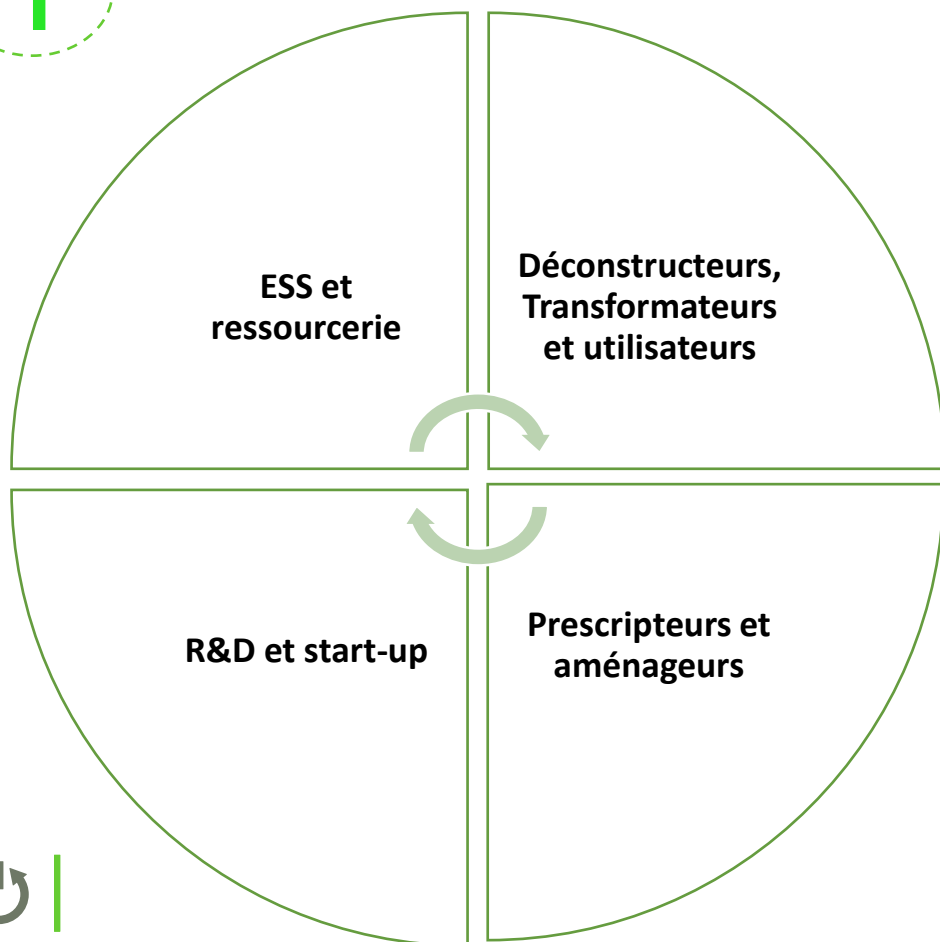 ESS et
ressourcerie
Déconstructeurs,
Transformateurs
et utilisateurs
R&D et start-up
Prescripteurs et
aménageurs